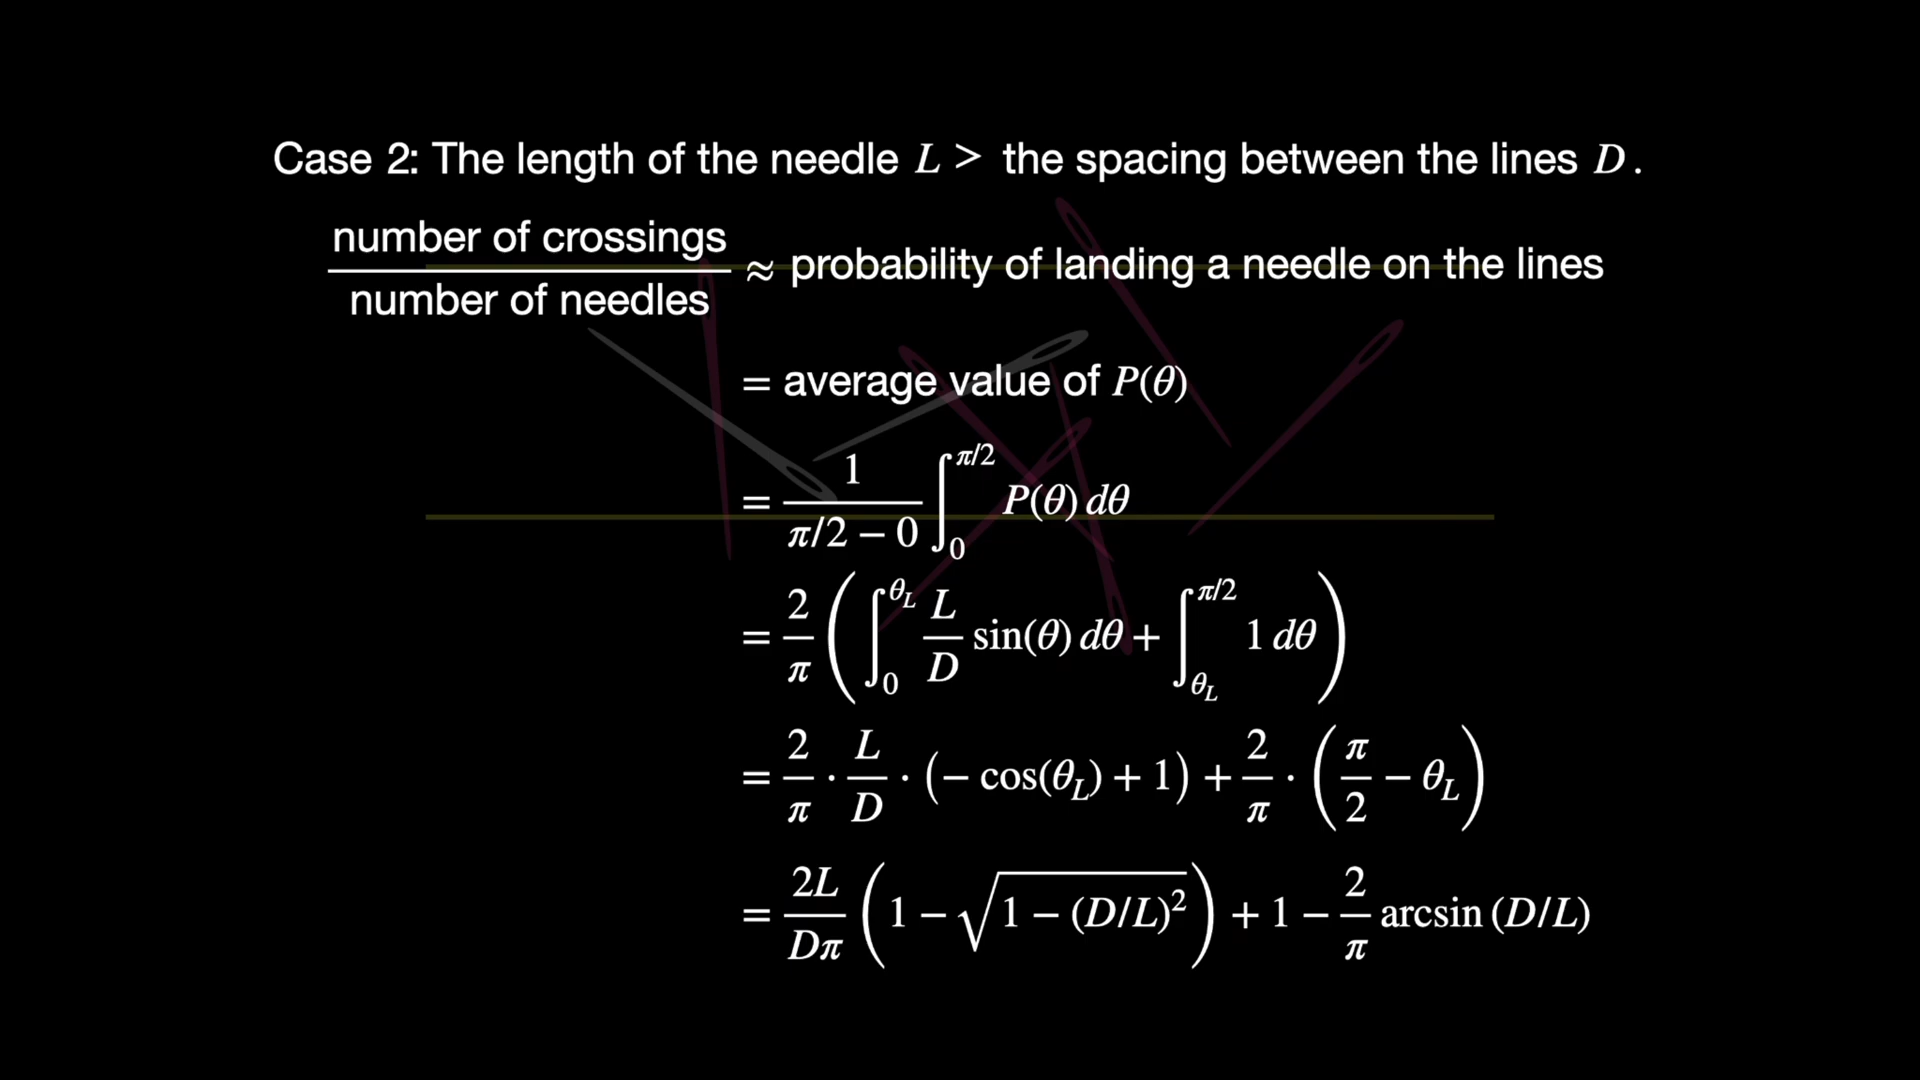 Case 2: The length of the needle L > the spacing between the lines D.
number of crossings / number of needles ≈ probability of landing a needle on the lines
= average value of P(θ)
= 1/(π/2 − 0) ∫₀^{π/2} P(θ) dθ
= 2/π ( ∫₀^{θ_L} L/D sin(θ) dθ + ∫_{θ_L}^{π/2} 1 dθ )
= 2/π · L/D · (− cos(θ_L) + 1) + 2/π · ( π/2 − θ_L )
= 2L/Dπ ( 1 − √(1 − (D/L)²) ) + 1 − 2/π arcsin (D/L)